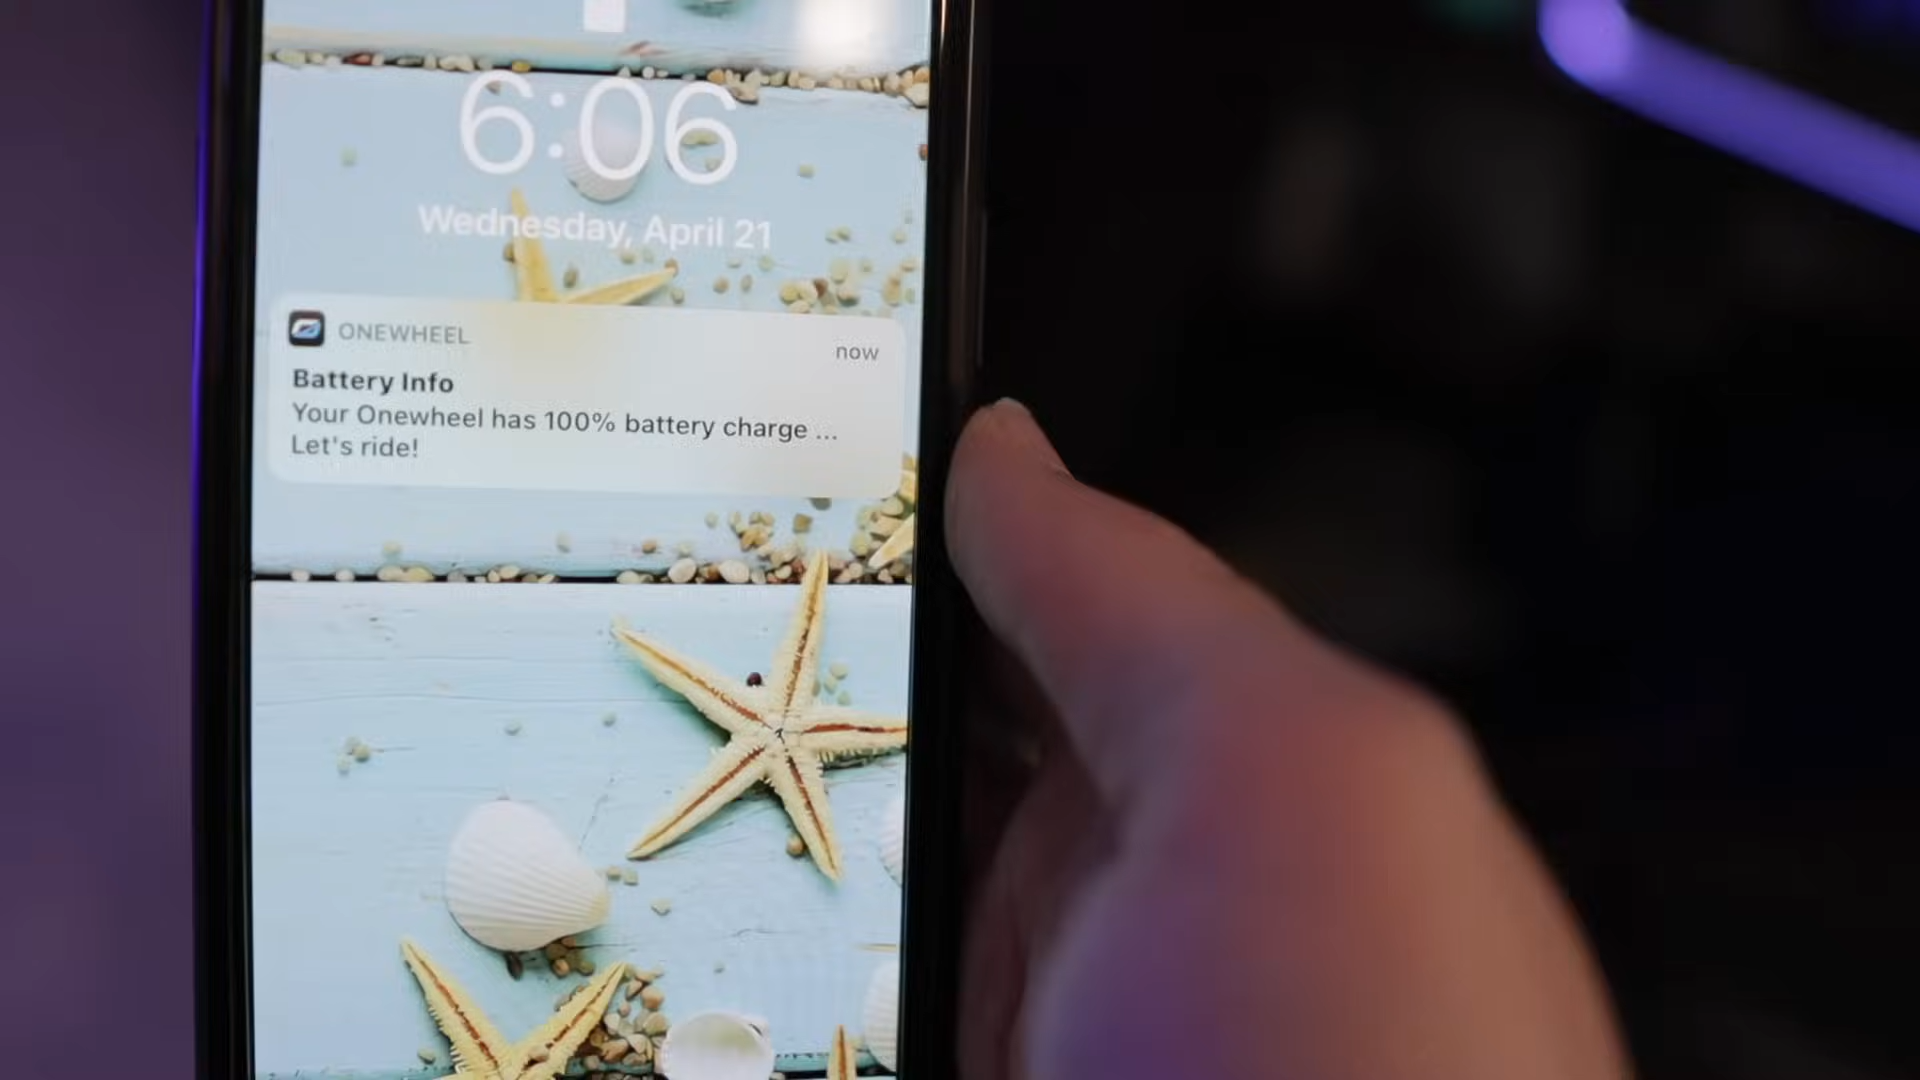 6:06
Wednesday, April 21
ONEWHEEL
now
Battery Info
Your Onewheel has 100% battery charge ...
Let's ride!